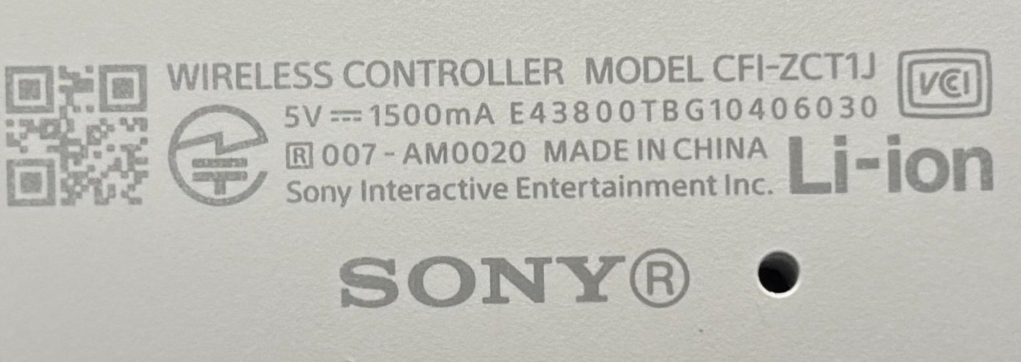 WIRELESS CONTROLLER MODEL CFI-ZCT1J
5V⎓1500mA E43800TBG10406030
R 007-AM0020 MADE IN CHINA
Sony Interactive Entertainment Inc.
VCI
Li-ion
SONY®